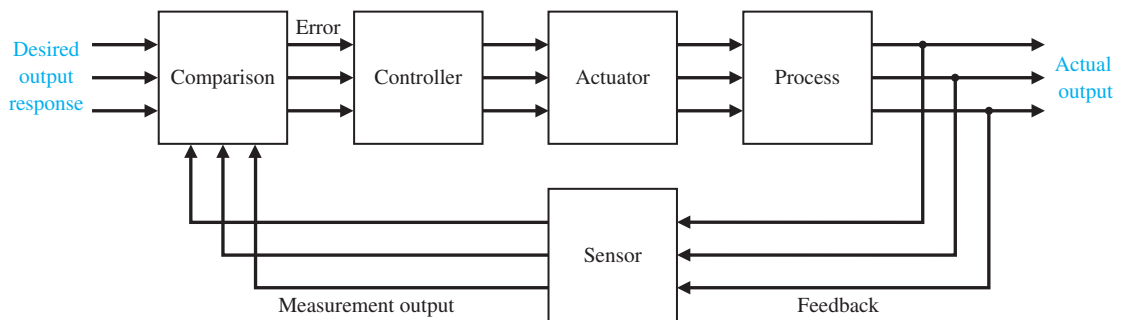 Error
Desired
output
response
Comparison
Controller
Actuator
Process
Actual
output
Sensor
Measurement output
Feedback